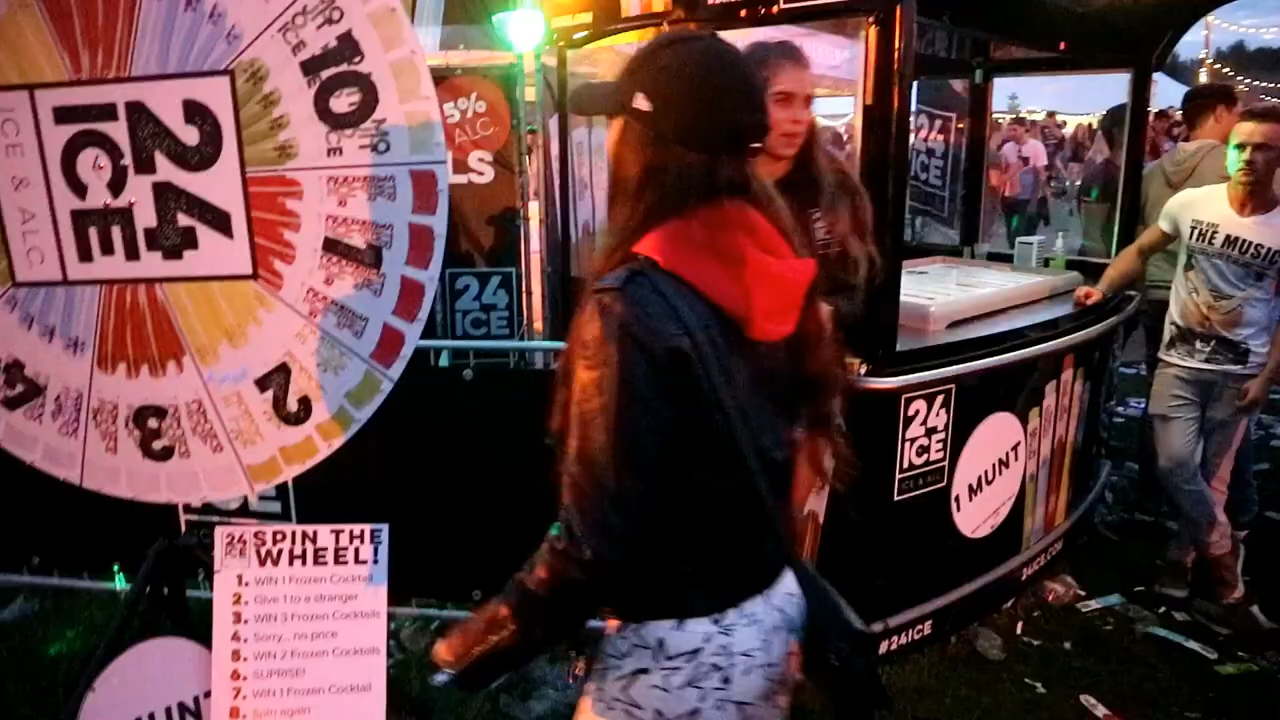 24
ICE
ICE & ALC
10
1
2
3
4
5%
ALC.
LS
24
ICE
24
ICE
24
ICE
ICE & ALC
1 MUNT
24ICE.COM
#24ICE
THE MUSIC
24
ICE
SPIN THE
WHEEL!
1. WIN 1 Frozen Cocktail
2. Give 1 to a stranger
3. WIN 3 Frozen Cocktails
4. Sorry... no price
5. WIN 2 Frozen Cocktails
6. SUPRISE!
7. WIN 1 Frozen Cocktail
8. Spin again